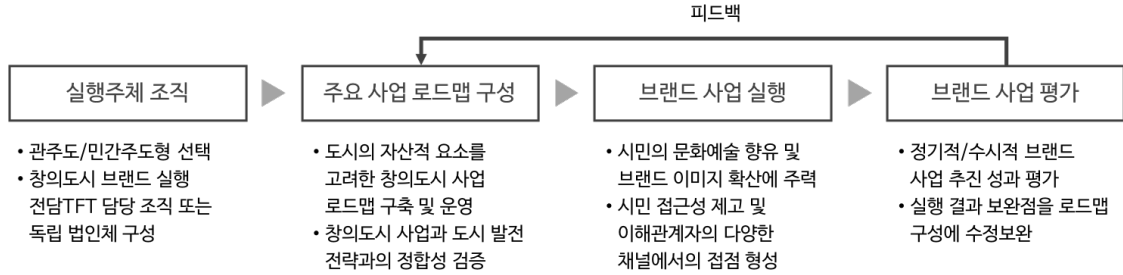 피드백
실행주체 조직
주요 사업 로드맵 구성
브랜드 사업 실행
브랜드 사업 평가
• 관주도/민간주도형 선택
• 창의도시 브랜드 실행
전담TFT 담당 조직 또는
독립 법인체 구성
• 도시의 자산적 요소를
고려한 창의도시 사업
로드맵 구축 및 운영
• 창의도시 사업과 도시 발전
전략과의 정합성 검증
• 시민의 문화예술 향유 및
브랜드 이미지 확산에 주력
• 시민 접근성 제고 및
이해관계자의 다양한
채널에서의 접점 형성
• 정기적/수시적 브랜드
사업 추진 성과 평가
• 실행 결과 보완점을 로드맵
구성에 수정보완